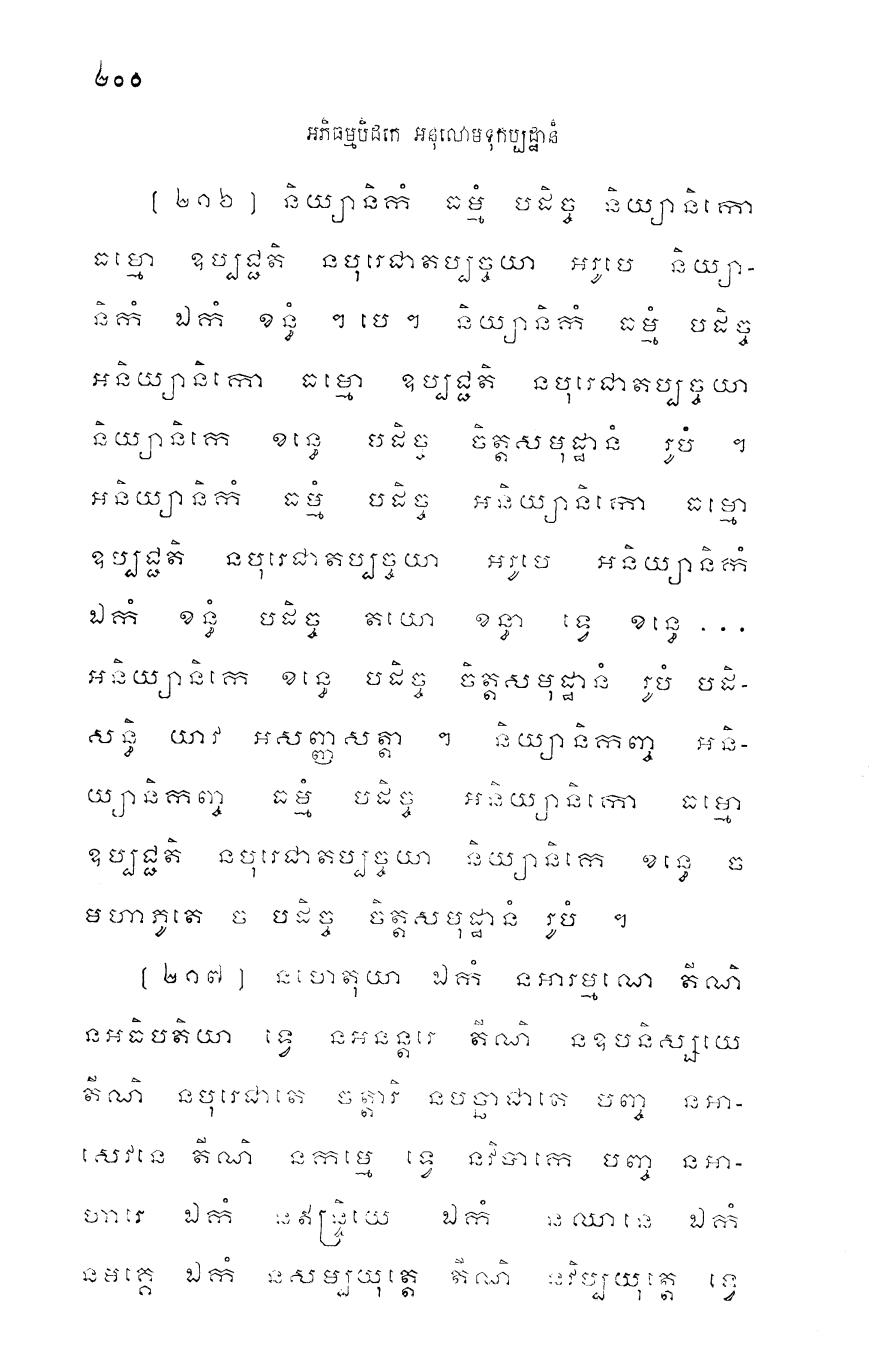 ២០០
អភិធម្មបិដកេ អនុលោមទុកប្បដ្ឋានំ
[ ២១៦ ] និយ្យានិកំ ធម្មំ បដិច្ច និយ្យានិកោ
ធម្មោ ឧប្បជ្ជតិ នបុរេជាតប្បច្ចយា អរូបេ និយ្យា-
និកំ ឯកំ ខន្ធំ ។ បេ ។ និយ្យានិកំ ធម្មំ បដិច្ច
អនិយ្យានិកោ ធម្មោ ឧប្បជ្ជតិ នបុរេជាតប្បច្ចយា
និយ្យានិកេ ខន្ធេ បដិច្ច ចិត្តសមុដ្ឋានំ រូបំ ។
អនិយ្យានិកំ ធម្មំ បដិច្ច អនិយ្យានិកោ ធម្មោ
ឧប្បជ្ជតិ នបុរេជាតប្បច្ចយា អរូបេ អនិយ្យានិកំ
ឯកំ ខន្ធំ បដិច្ច តយោ ខន្ធា ទ្វេ ខន្ធេ ...
អនិយ្យានិកេ ខន្ធេ បដិច្ច ចិត្តសមុដ្ឋានំ រូបំ បដិ-
សន្ធិ យាវ អសញ្ញសត្តា ។ និយ្យានិកញ្ច អនិ-
យ្យានិកញ្ច ធម្មំ បដិច្ច អនិយ្យានិកោ ធម្មោ
ឧប្បជ្ជតិ នបុរេជាតប្បច្ចយា និយ្យានិកេ ខន្ធេ ច
មហាភូតេ ច បដិច្ច ចិត្តសមុដ្ឋានំ រូបំ ។
[ ២១៧ ] នហេតុយា ឯកំ នអារម្មណេ តីណិ
នអធិបតិយា ទ្វេ នអនន្តរេ តីណិ នឧបនិស្សយេ
តីណិ នបុរេជាតេ ចត្តារិ នបច្ឆាជាតេ បញ្ច នអា-
សេវនេ តីណិ នកម្មេ ទ្វេ នវិបាកេ បញ្ច នអា-
ហារេ ឯកំ នឥន្ទ្រិយេ ឯកំ នឈានេ ឯកំ
នមគ្គេ ឯកំ នសម្បយុត្តេ តីណិ នវិប្បយុត្តេ ទ្វេ